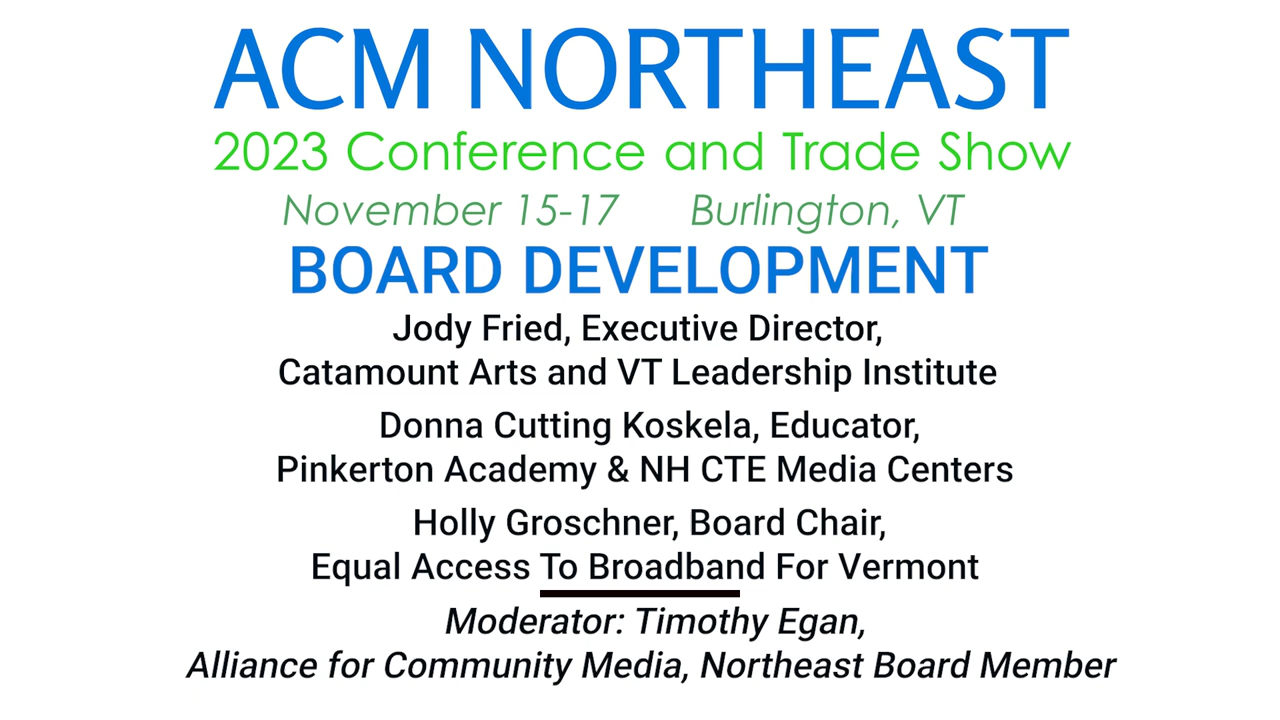 ACM NORTHEAST
2023 Conference and Trade Show
November 15-17 Burlington, VT
BOARD DEVELOPMENT
Jody Fried, Executive Director,
Catamount Arts and VT Leadership Institute
Donna Cutting Koskela, Educator,
Pinkerton Academy & NH CTE Media Centers
Holly Groschner, Board Chair,
Equal Access To Broadband For Vermont
Moderator: Timothy Egan,
Alliance for Community Media, Northeast Board Member